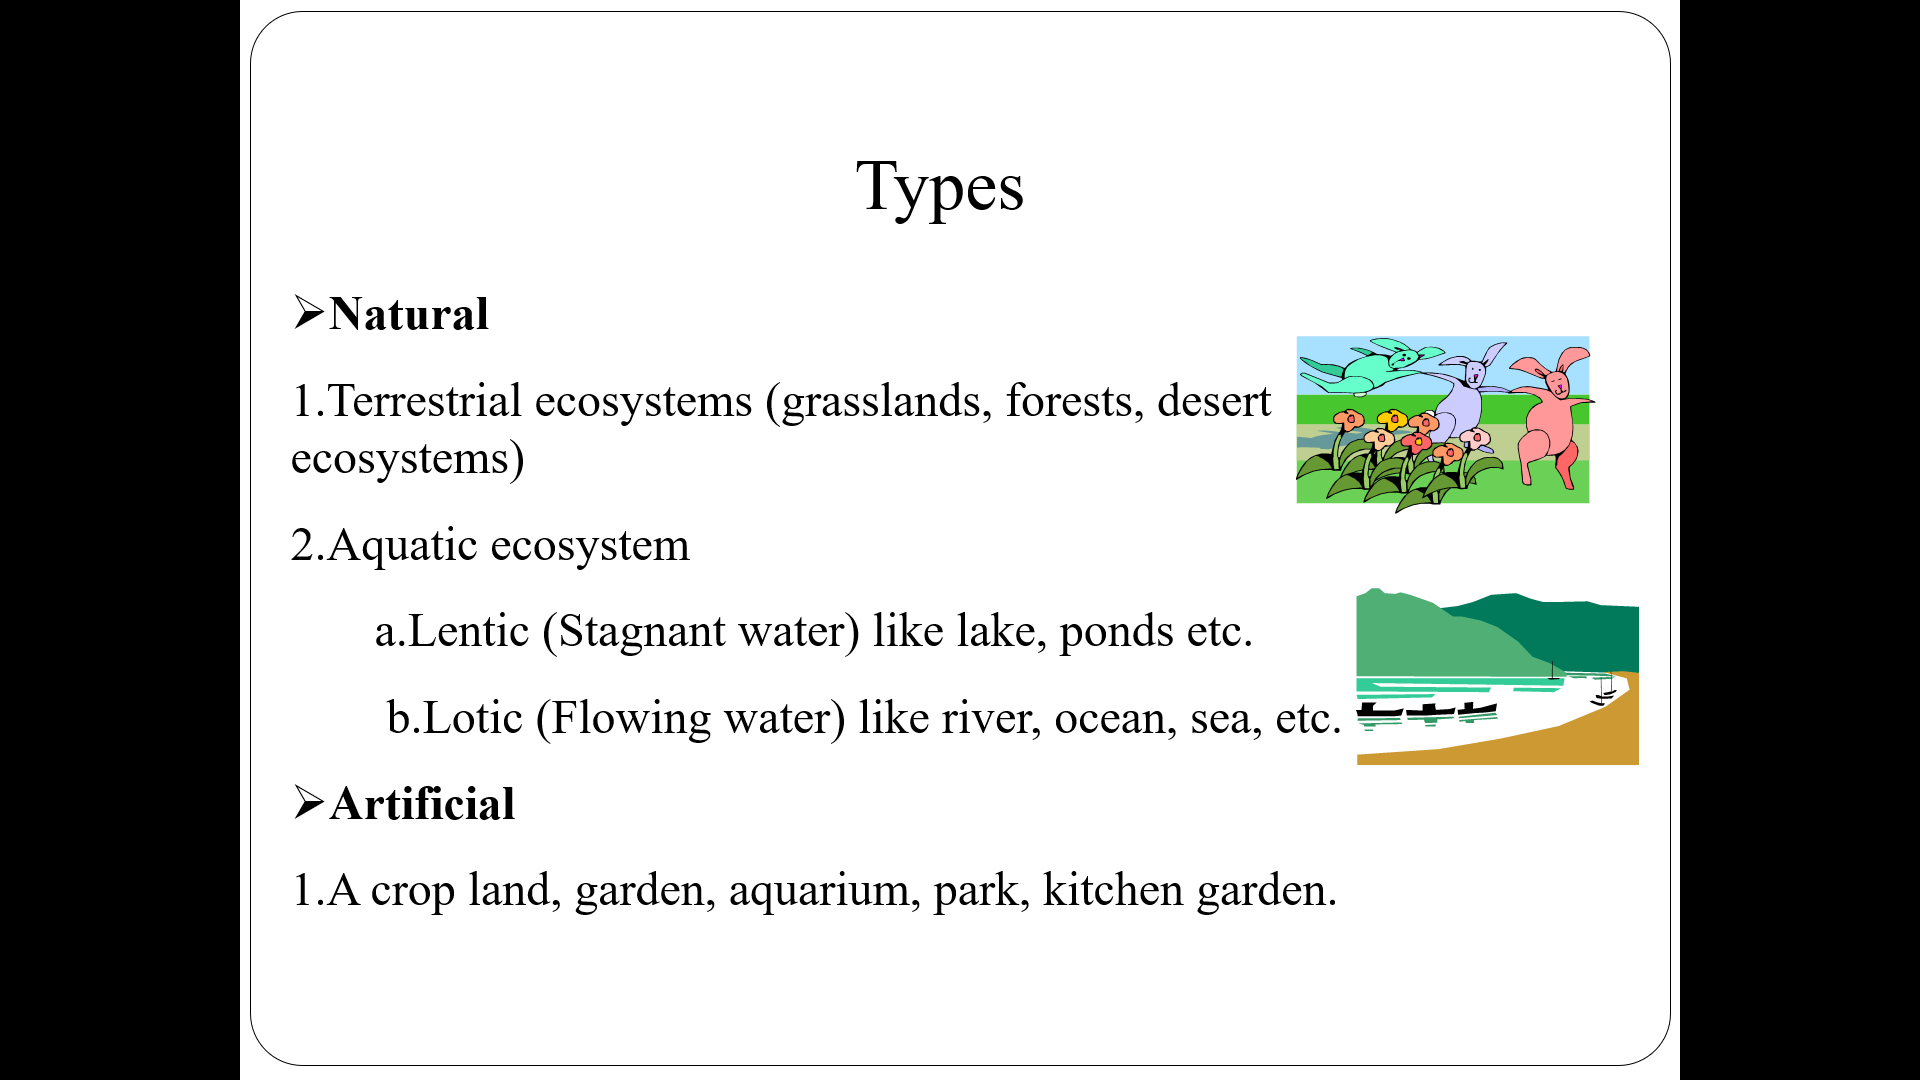 Types
➢Natural
1.Terrestrial ecosystems (grasslands, forests, desert
ecosystems)
2.Aquatic ecosystem
a.Lentic (Stagnant water) like lake, ponds etc.
b.Lotic (Flowing water) like river, ocean, sea, etc.
➢Artificial
1.A crop land, garden, aquarium, park, kitchen garden.